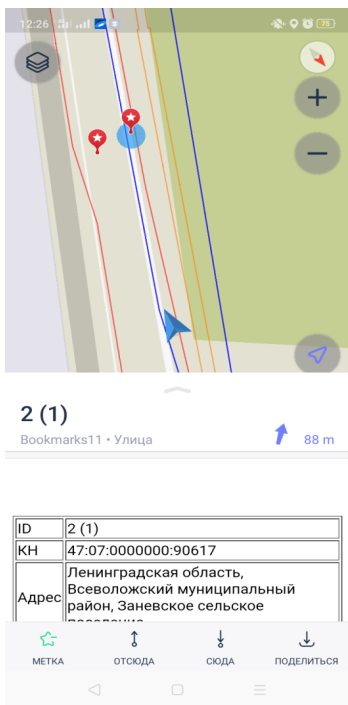 12:26 75
2 (1)
Bookmarks11 • Улица
88 m
ID 2 (1)
КН 47:07:0000000:90617
Адрес Ленинградская область,
Всеволожский муниципальный
район, Заневское сельское
МЕТКА ОТСЮДА СЮДА ПОДЕЛИТЬСЯ